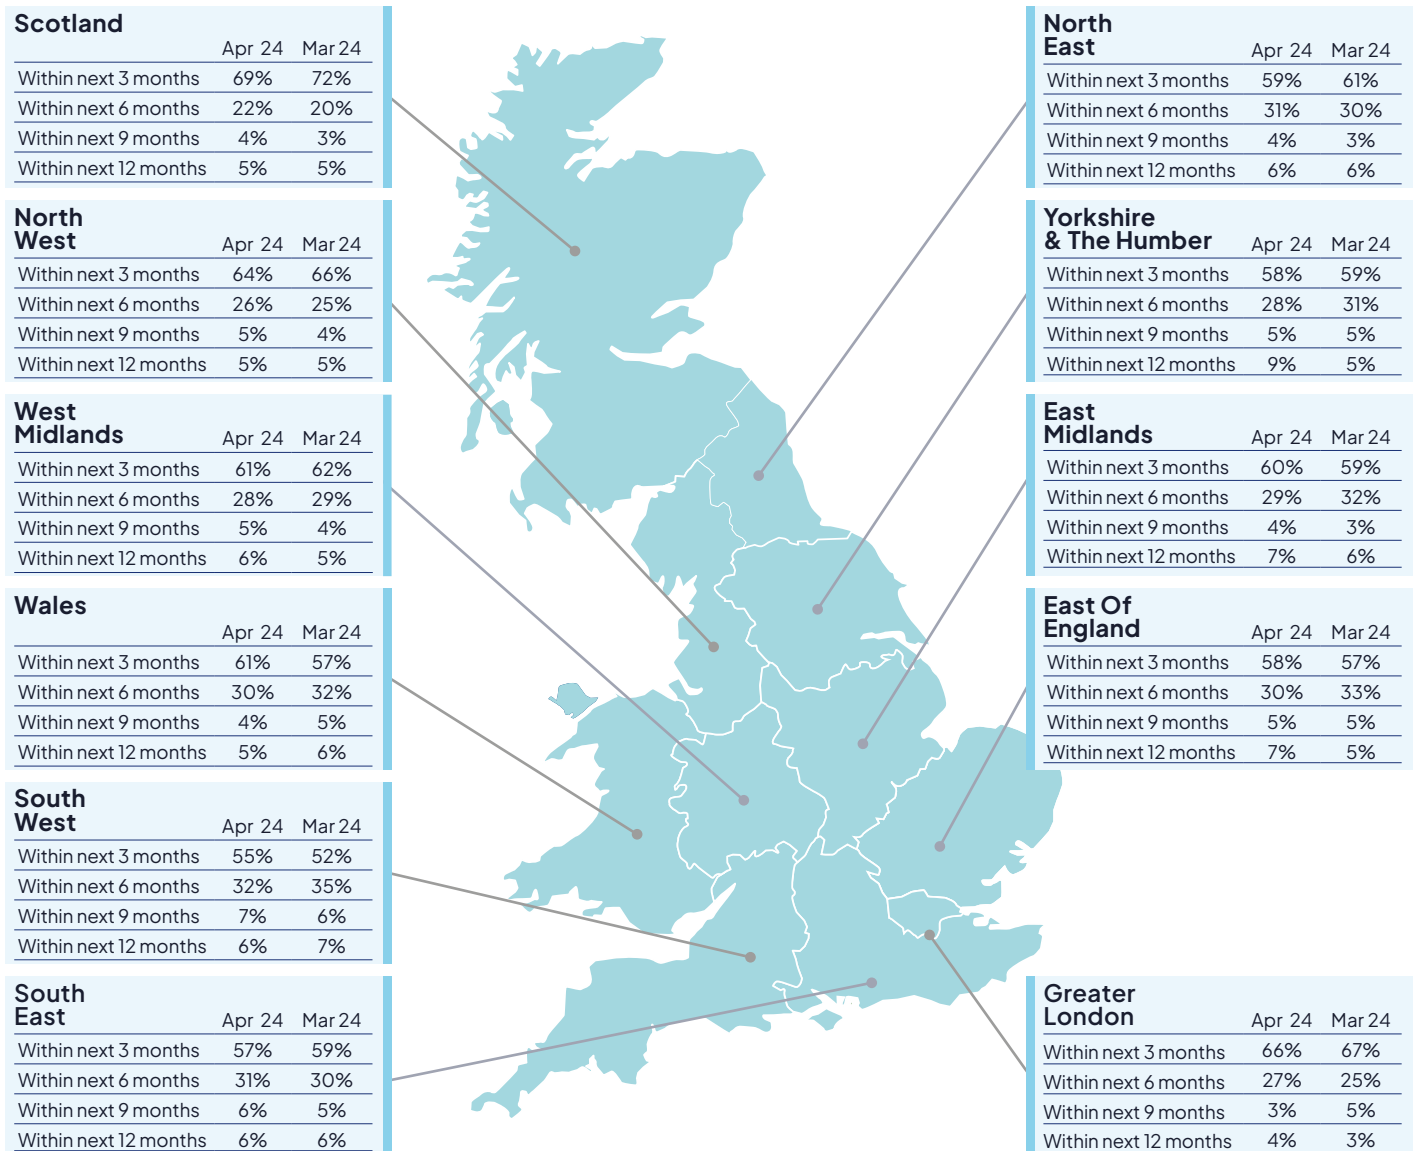 Scotland
Apr 24 Mar 24
Within next 3 months 69% 72%
Within next 6 months 22% 20%
Within next 9 months 4% 3%
Within next 12 months 5% 5%
North
West
Apr 24 Mar 24
Within next 3 months 64% 66%
Within next 6 months 26% 25%
Within next 9 months 5% 4%
Within next 12 months 5% 5%
West
Midlands
Apr 24 Mar 24
Within next 3 months 61% 62%
Within next 6 months 28% 29%
Within next 9 months 5% 4%
Within next 12 months 6% 5%
Wales
Apr 24 Mar 24
Within next 3 months 61% 57%
Within next 6 months 30% 32%
Within next 9 months 4% 5%
Within next 12 months 5% 6%
South
West
Apr 24 Mar 24
Within next 3 months 55% 52%
Within next 6 months 32% 35%
Within next 9 months 7% 6%
Within next 12 months 6% 7%
South
East
Apr 24 Mar 24
Within next 3 months 57% 59%
Within next 6 months 31% 30%
Within next 9 months 6% 5%
Within next 12 months 6% 6%
North
East
Apr 24 Mar 24
Within next 3 months 59% 61%
Within next 6 months 31% 30%
Within next 9 months 4% 3%
Within next 12 months 6% 6%
Yorkshire
& The Humber
Apr 24 Mar 24
Within next 3 months 58% 59%
Within next 6 months 28% 31%
Within next 9 months 5% 5%
Within next 12 months 9% 5%
East
Midlands
Apr 24 Mar 24
Within next 3 months 60% 59%
Within next 6 months 29% 32%
Within next 9 months 4% 3%
Within next 12 months 7% 6%
East Of
England
Apr 24 Mar 24
Within next 3 months 58% 57%
Within next 6 months 30% 33%
Within next 9 months 5% 5%
Within next 12 months 7% 5%
Greater
London
Apr 24 Mar 24
Within next 3 months 66% 67%
Within next 6 months 27% 25%
Within next 9 months 3% 5%
Within next 12 months 4% 3%